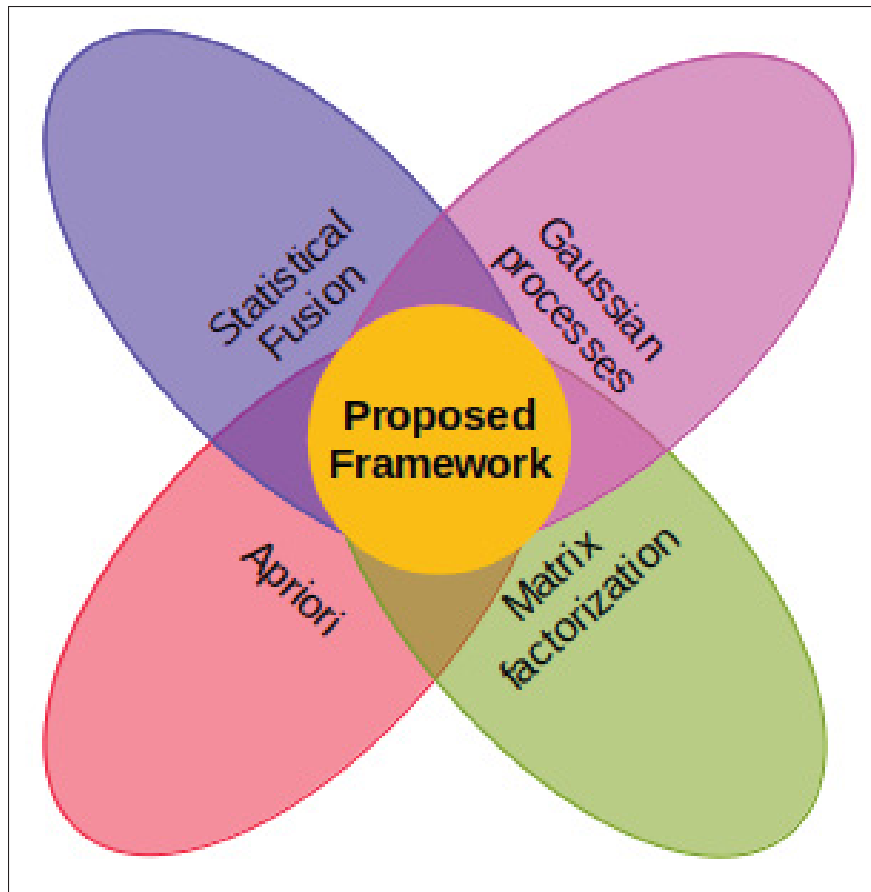 Statistical
Fusion
Gaussian
processes
Proposed
Framework
Apriori
Matrix
factorization